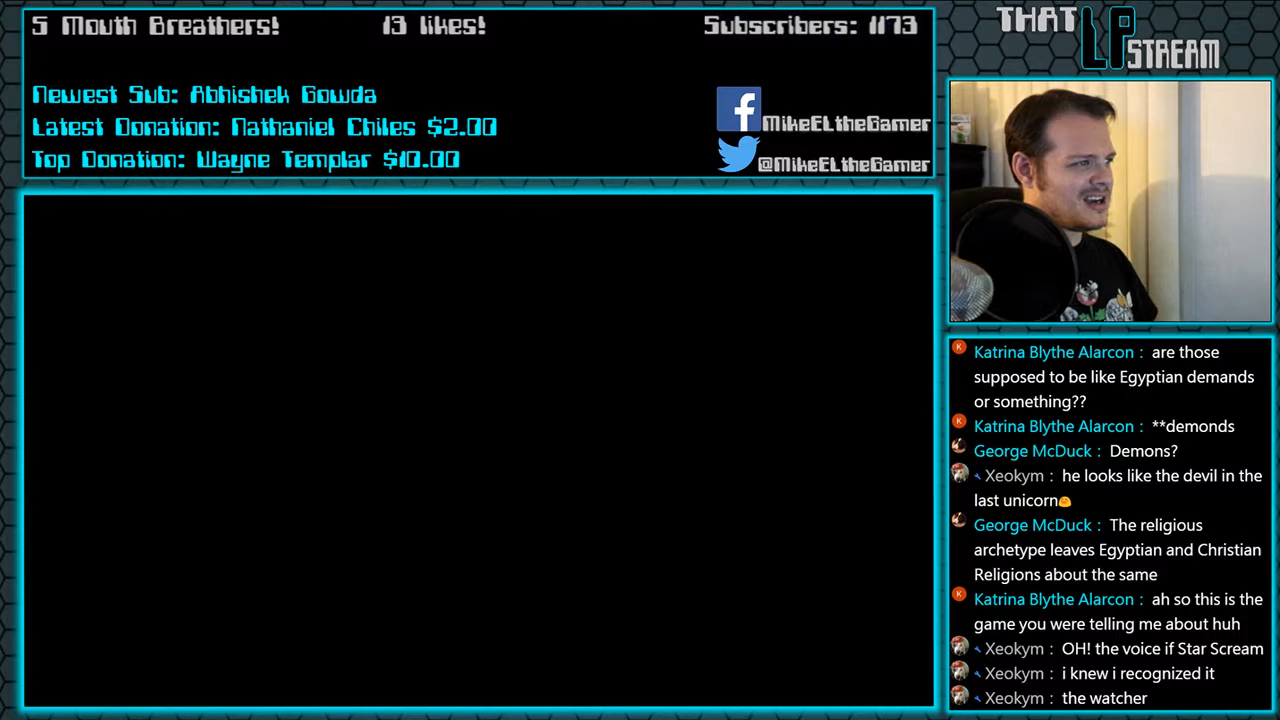 5 Mouth Breathers!
13 likes!
Subscribers: 1173
Newest Sub: Abhishek Gowda
Latest Donation: Nathaniel Chiles $2.00
Top Donation: Wayne Templar $10.00
MikeELtheGamer
@MikeELtheGamer
THAT
LP
STREAM
Katrina Blythe Alarcon : are those
supposed to be like Egyptian demands
or something??
Katrina Blythe Alarcon : **demonds
George McDuck : Demons?
Xeokym : he looks like the devil in the
last unicorn
George McDuck : The religious
archetype leaves Egyptian and Christian
Religions about the same
Katrina Blythe Alarcon : ah so this is the
game you were telling me about huh
Xeokym : OH! the voice if Star Scream
Xeokym : i knew i recognized it
Xeokym : the watcher